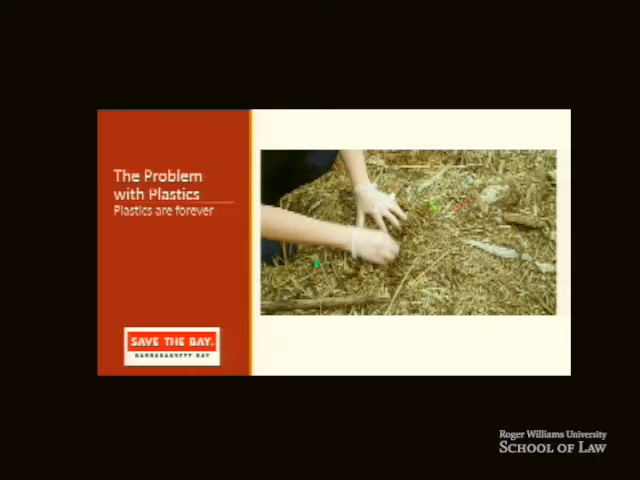 The Problem
with Plastics
Plastics are forever
SAVE THE BAY.
NARRAGANSETT BAY
Roger Williams University
SCHOOL OF LAW